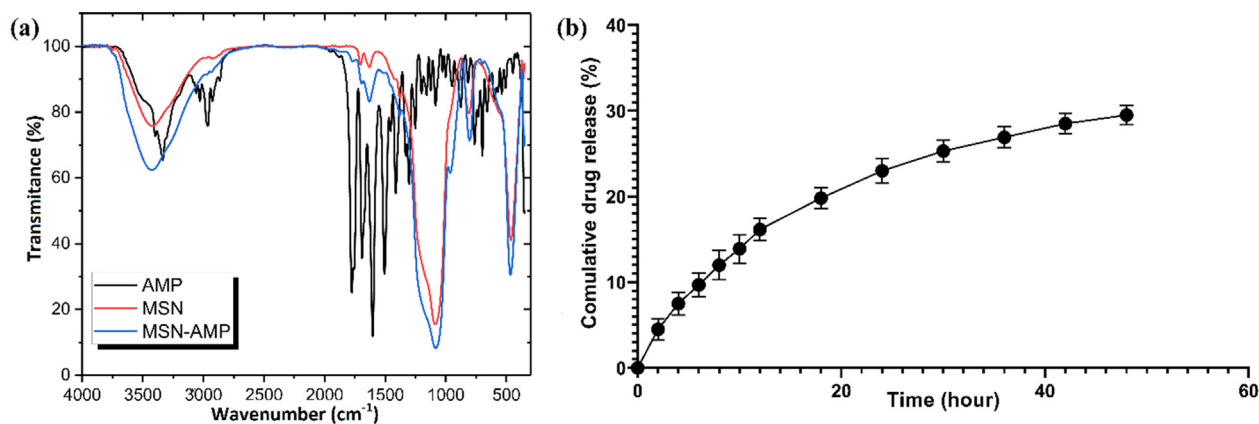 (a)
100
80
60
40
20
0
Transmitance (%)
AMP
MSN
MSN-AMP
4000 3500 3000 2500 2000 1500 1000 500
Wavenumber (cm⁻¹)
(b)
40
30
20
10
0
Comulative drug release (%)
0 20 40 60
Time (hour)